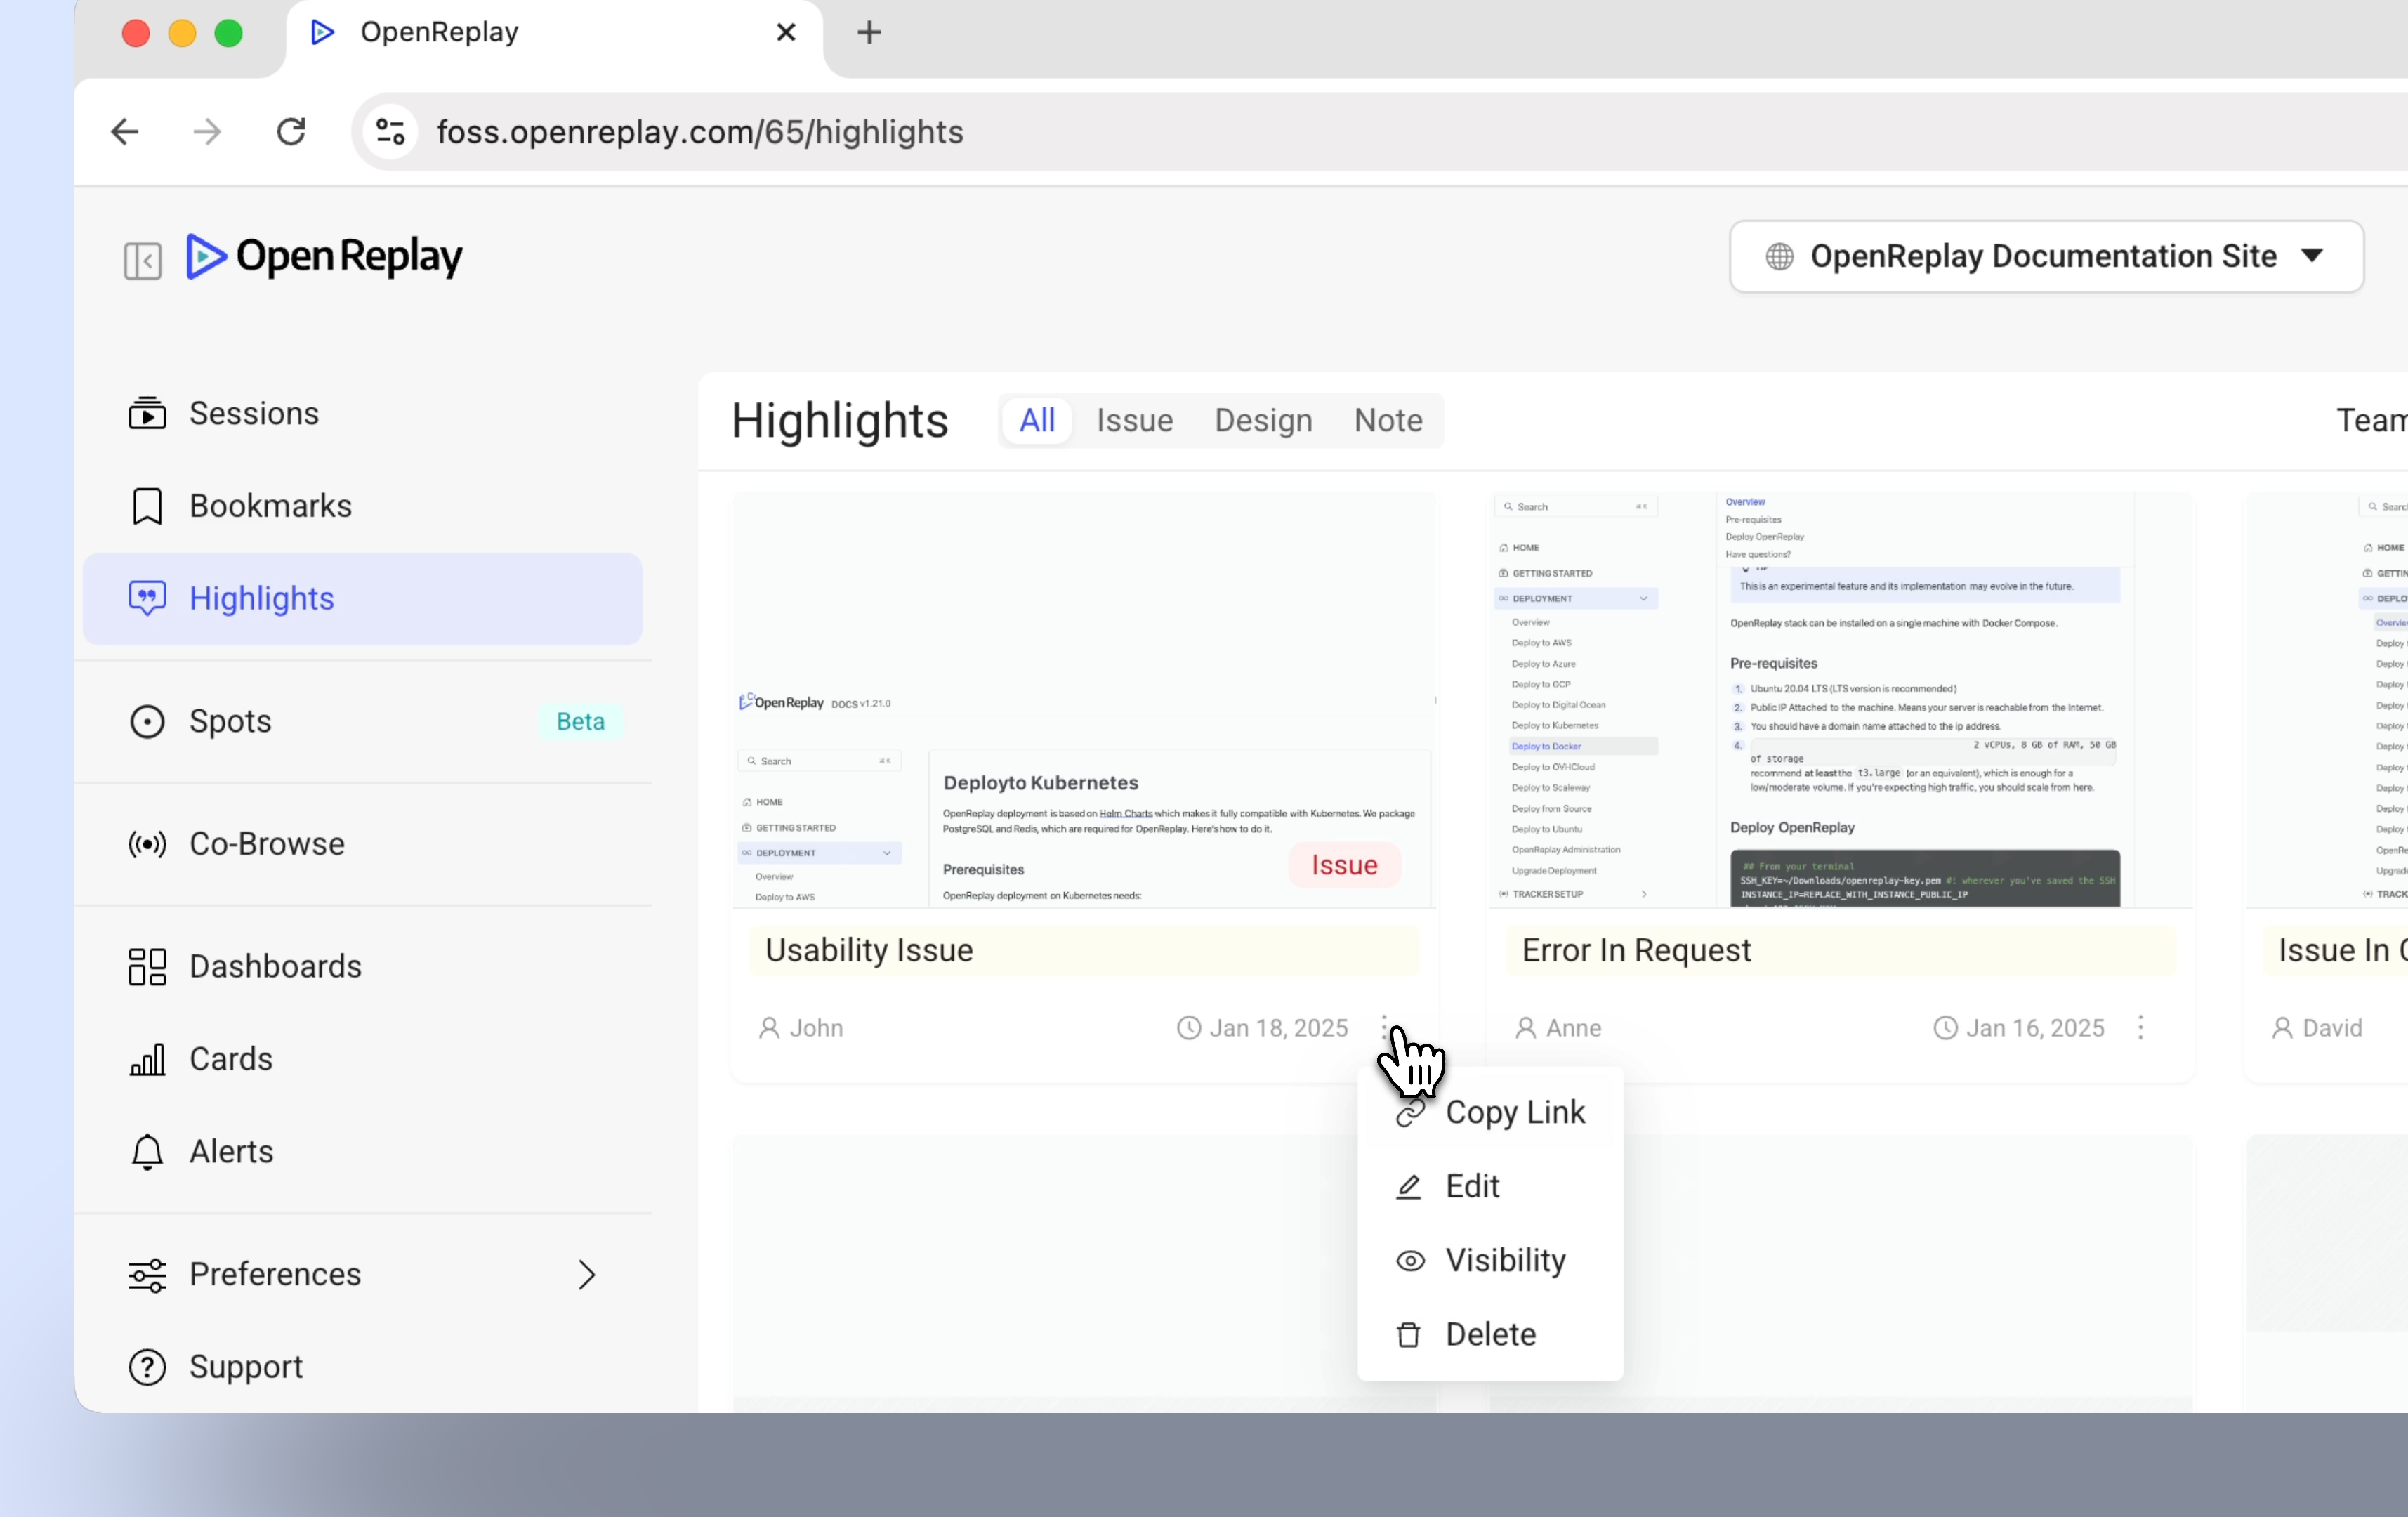 OpenReplay
foss.openreplay.com/65/highlights
OpenReplay
OpenReplay Documentation Site
Sessions
Bookmarks
Highlights
Spots
Beta
Co-Browse
Dashboards
Cards
Alerts
Preferences
Support
Highlights
All
Issue
Design
Note
Team
OpenReplay DOCS v1.21.0
Search
HOME
GETTING STARTED
DEPLOYMENT
Overview
Deploy to AWS
Deployto Kubernetes
OpenReplay deployment is based on Helm Charts which makes it fully compatible with Kubernetes. We package
PostgreSQL and Redis, which are required for OpenReplay. Here's how to do it.
Prerequisites
OpenReplay deployment on Kubernetes needs:
Issue
Usability Issue
John
Jan 18, 2025
Search
HOME
GETTING STARTED
DEPLOYMENT
Overview
Deploy to AWS
Deploy to Azure
Deploy to GCP
Deploy to Digital Ocean
Deploy to Kubernetes
Deploy to Docker
Deploy to OVHCloud
Deploy to Scaleway
Deploy from Source
Deploy to Ubuntu
OpenReplay Administration
Upgrade Deployment
TRACKER SETUP
Overview
Pre-requisites
Deploy OpenReplay
Have questions?
This is an experimental feature and its implementation may evolve in the future.
OpenReplay stack can be installed on a single machine with Docker Compose.
Pre-requisites
1. Ubuntu 20.04 LTS (LTS version is recommended)
2. Public IP Attached to the machine. Means your server is reachable from the Internet.
3. You should have a domain name attached to the ip address.
4. 2 vCPUs, 8 GB of RAM, 50 GB
of storage
recommend at least the t3.large (or an equivalent), which is enough for a
low/moderate volume. If you're expecting high traffic, you should scale from here.
Deploy OpenReplay
## From your terminal
SSH_KEY=~/Downloads/openreplay-key.pem #! wherever you've saved the SSH
INSTANCE_IP=REPLACE_WITH_INSTANCE_PUBLIC_IP
Error In Request
Anne
Jan 16, 2025
HOME
Issue In
David
Copy Link
Edit
Visibility
Delete